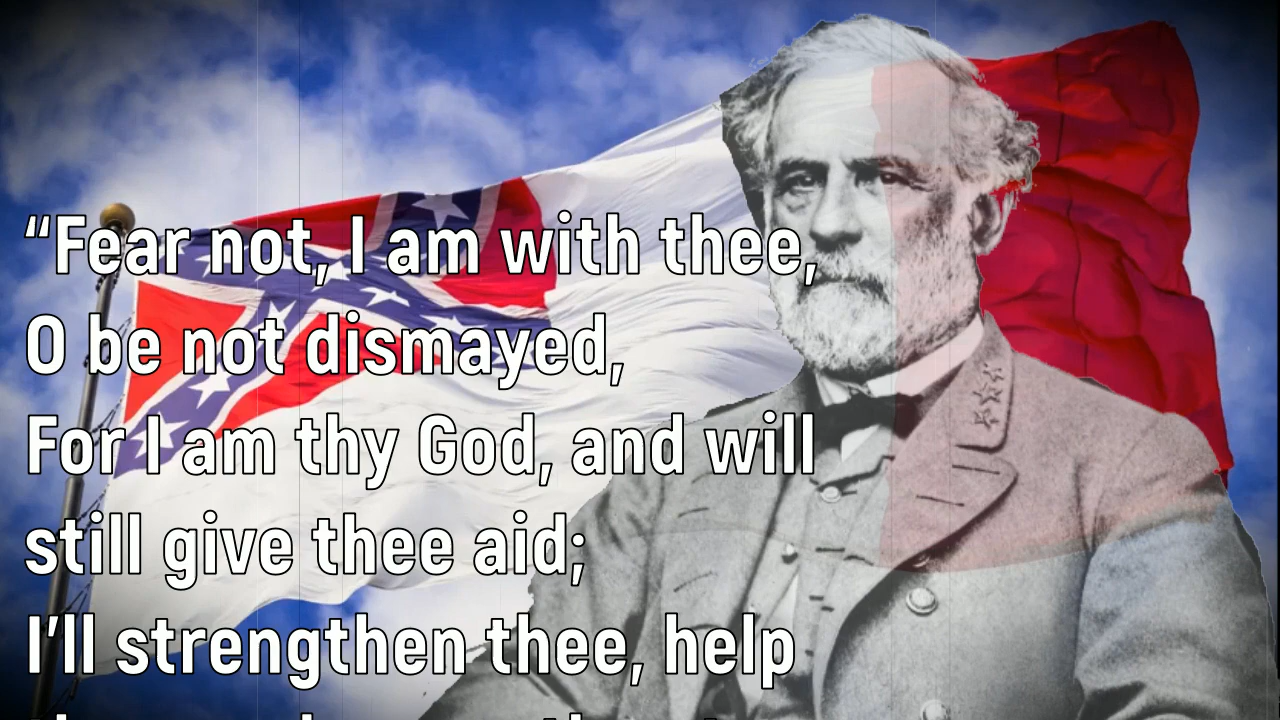 “Fear not, I am with thee,
O be not dismayed,
For I am thy God, and will
still give thee aid;
I’ll strengthen thee, help